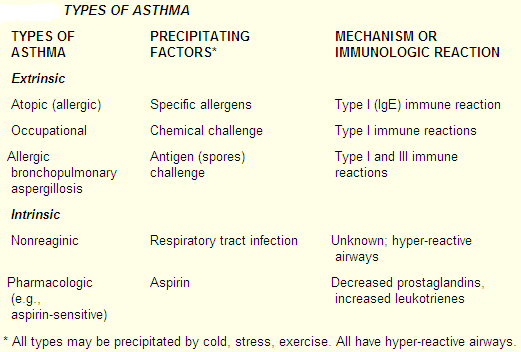 TYPES OF ASTHMA
TYPES OF ASTHMA PRECIPITATING FACTORS* MECHANISM OR IMMUNOLOGIC REACTION
Extrinsic
Atopic (allergic) Specific allergens Type I (IgE) immune reaction
Occupational Chemical challenge Type I immune reactions
Allergic bronchopulmonary aspergillosis Antigen (spores) challenge Type I and III immune reactions
Intrinsic
Nonreaginic Respiratory tract infection Unknown; hyper-reactive airways
Pharmacologic (e.g., aspirin-sensitive) Aspirin Decreased prostaglandins, increased leukotrienes
* All types may be precipitated by cold, stress, exercise. All have hyper-reactive airways.